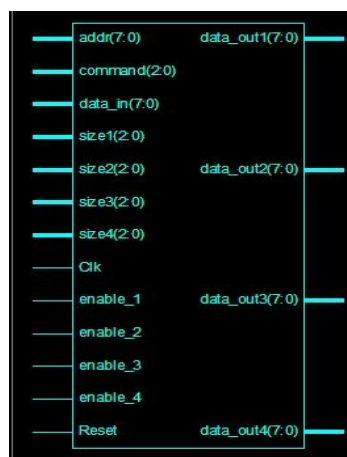 addr(7:0) data_out1(7:0)
command(2:0)
data_in(7:0)
size1(2:0)
size2(2:0) data_out2(7:0)
size3(2:0)
size4(2:0)
Clk
enable_1 data_out3(7:0)
enable_2
enable_3
enable_4
Reset data_out4(7:0)